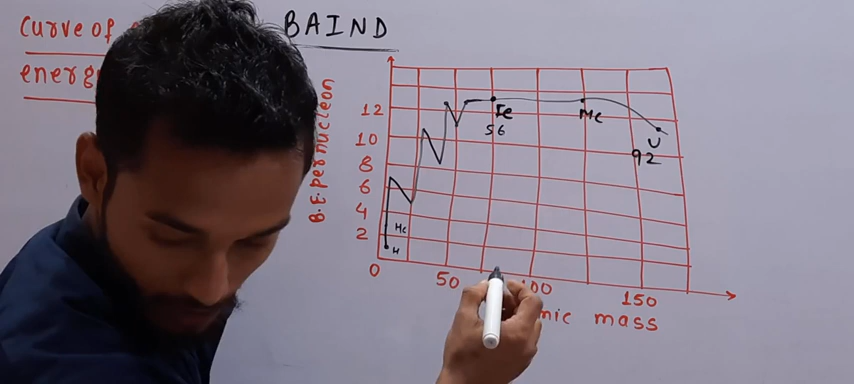 Curve of BAIND
energ
B.E. per nucleon
12
10
8
6
4
2
0
50
100
150
mic mass
Fe
56
Mc
U
92
He
H